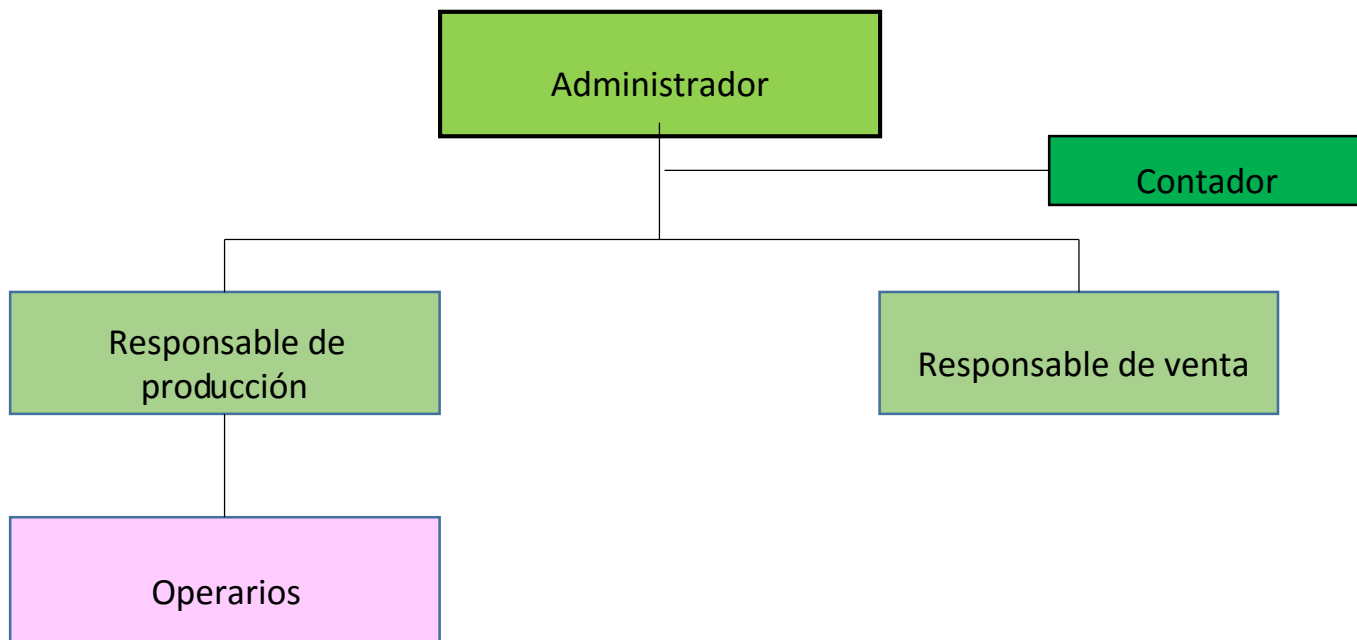 Administrador
Contador
Responsable de
producción
Responsable de venta
Operarios